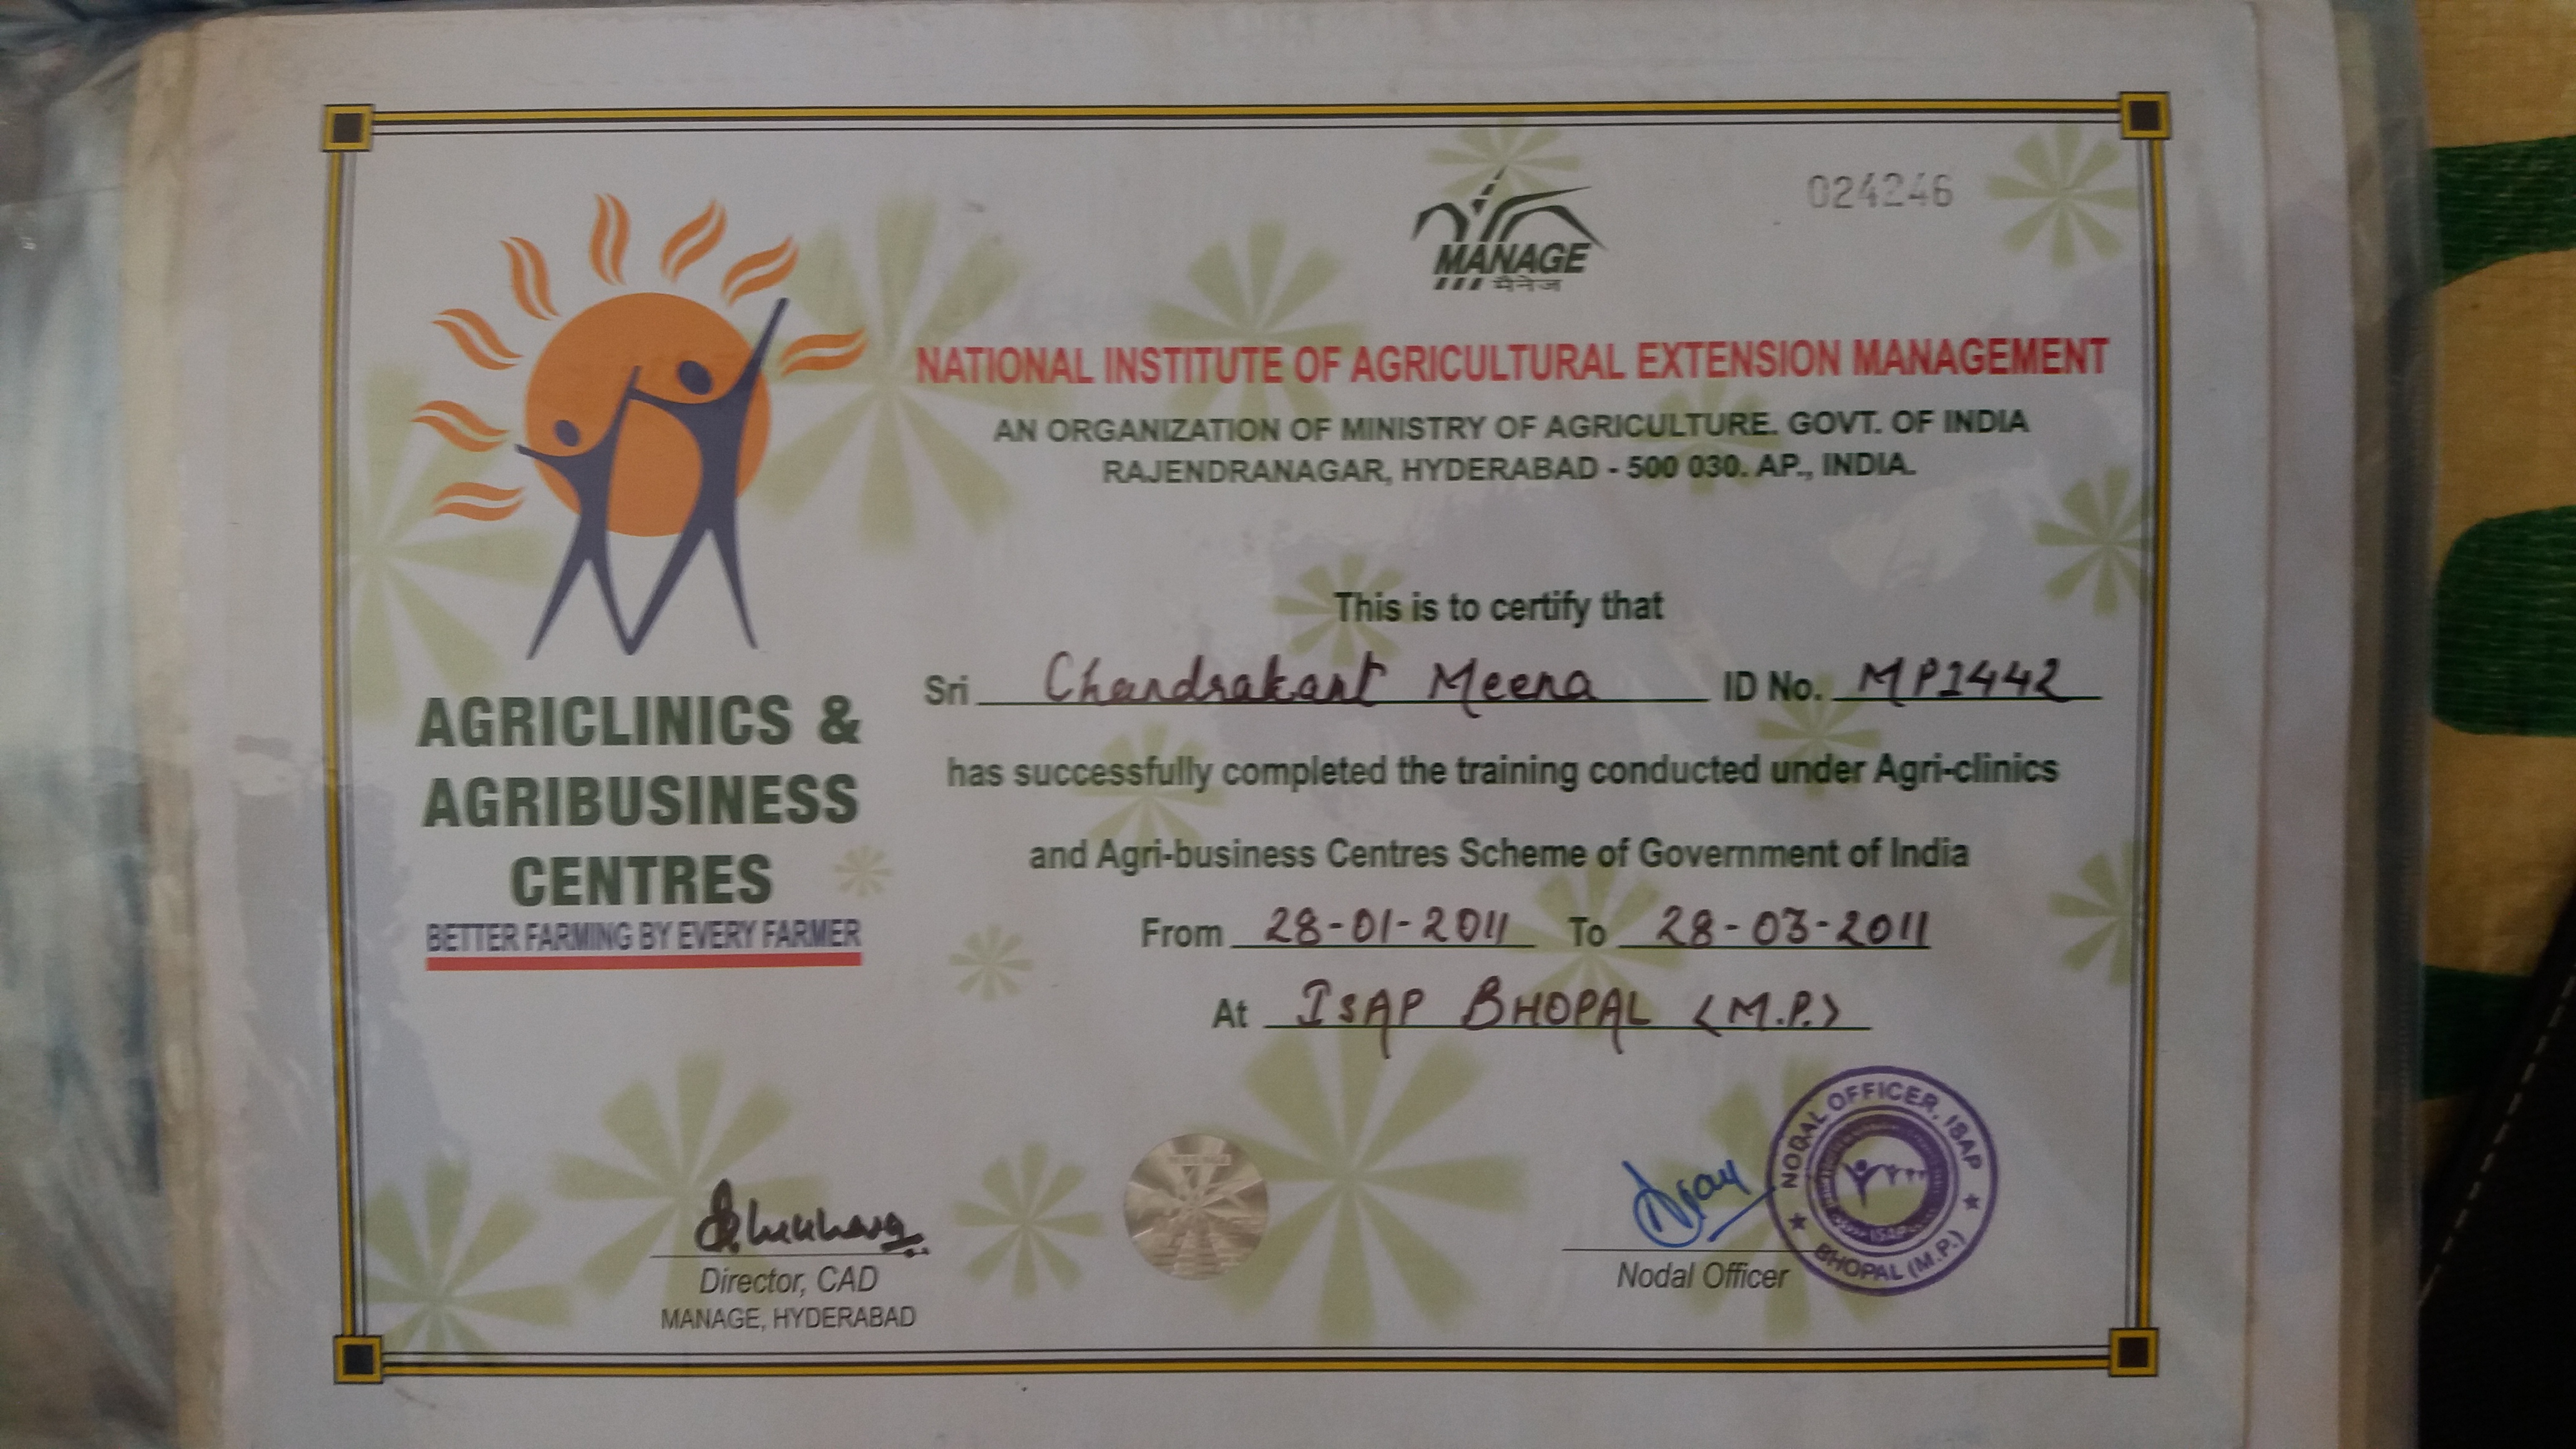 024246
MANAGE
मैनेज
NATIONAL INSTITUTE OF AGRICULTURAL EXTENSION MANAGEMENT
AN ORGANIZATION OF MINISTRY OF AGRICULTURE. GOVT. OF INDIA
RAJENDRANAGAR, HYDERABAD - 500 030. AP., INDIA.
AGRICLINICS &
AGRIBUSINESS
CENTRES
BETTER FARMING BY EVERY FARMER
This is to certify that
Sri Chandrakant Meena ID No. MP1442
has successfully completed the training conducted under Agri-clinics
and Agri-business Centres Scheme of Government of India
From 28-01-2011 To 28-03-2011
At ISAP BHOPAL (M.P.)
Director, CAD
MANAGE, HYDERABAD
Nodal Officer
NODAL OFFICER, ISAP
BHOPAL (M.P.)